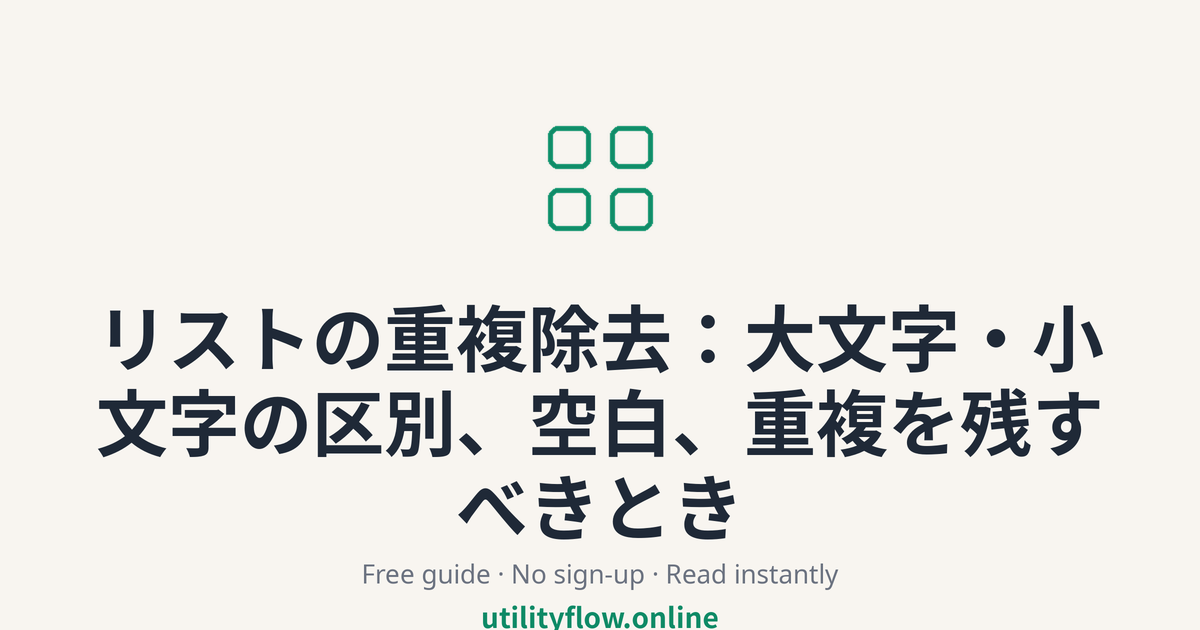 リストの重複除去：大文字・小
文字の区別、空白、重複を残す
べきとき
Free guide · No sign-up · Read instantly
utilityflow.online